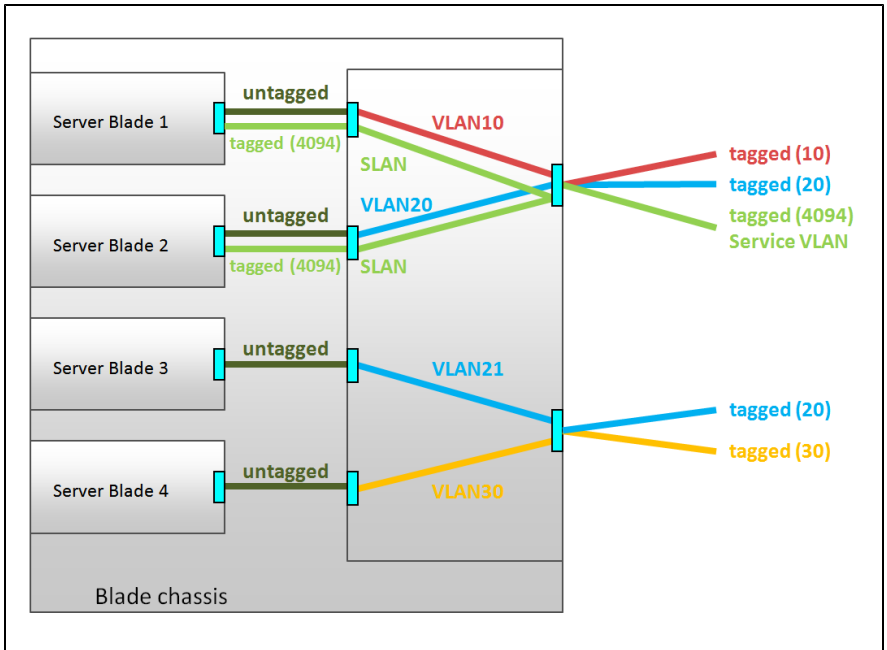 untagged
Server Blade 1
tagged (4094)
VLAN10
SLAN
tagged (10)
tagged (20)
tagged (4094)
Service VLAN
untagged
VLAN20
Server Blade 2
tagged (4094)
SLAN
untagged
Server Blade 3
VLAN21
tagged (20)
tagged (30)
untagged
Server Blade 4
VLAN30
Blade chassis